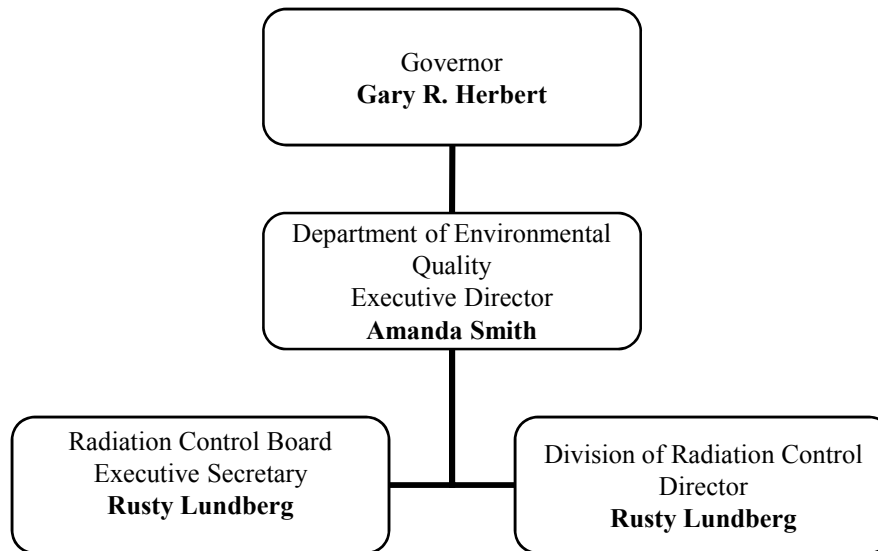 Governor
Gary R. Herbert
Department of Environmental
Quality
Executive Director
Amanda Smith
Radiation Control Board
Executive Secretary
Rusty Lundberg
Division of Radiation Control
Director
Rusty Lundberg